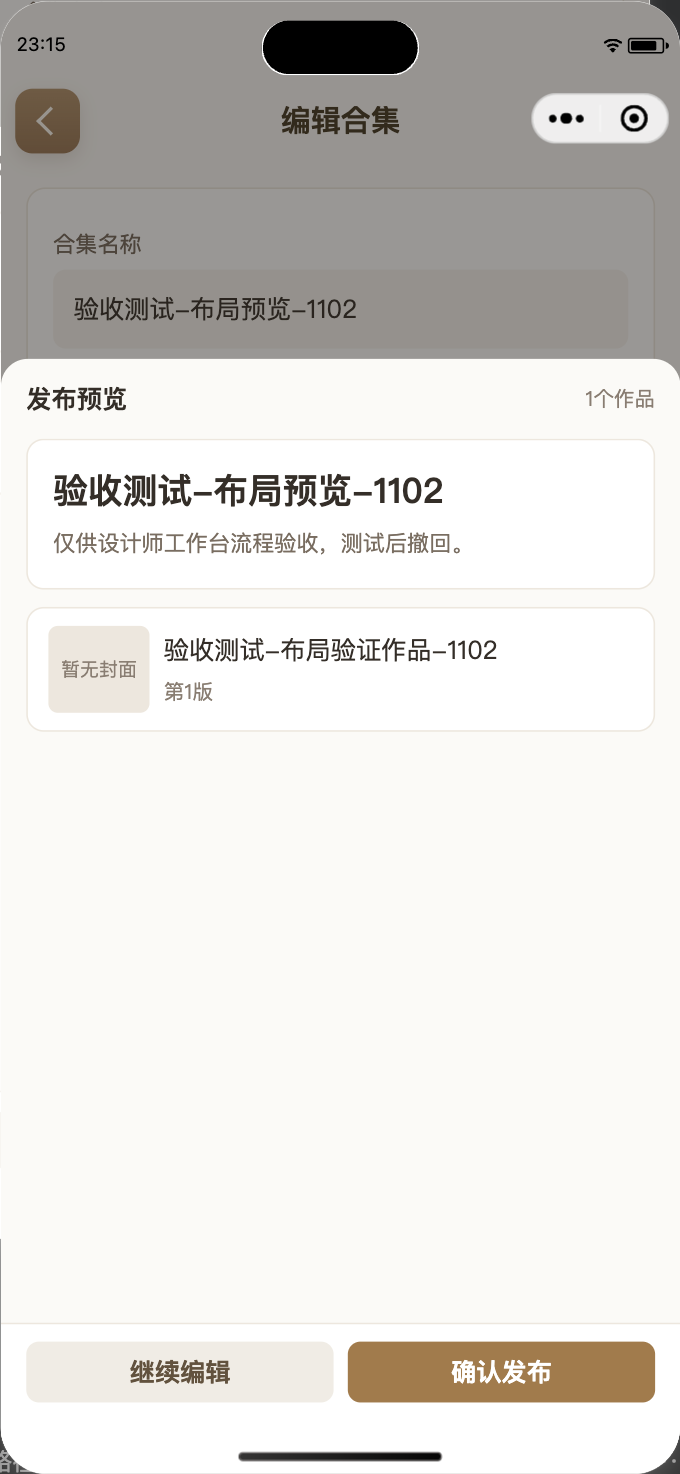 23:15
编辑合集
合集名称
验收测试–布局预览–1102
发布预览
1个作品
验收测试–布局预览–1102
仅供设计师工作台流程验收，测试后撤回。
暂无封面
验收测试–布局验证作品–1102
第1版
继续编辑
确认发布